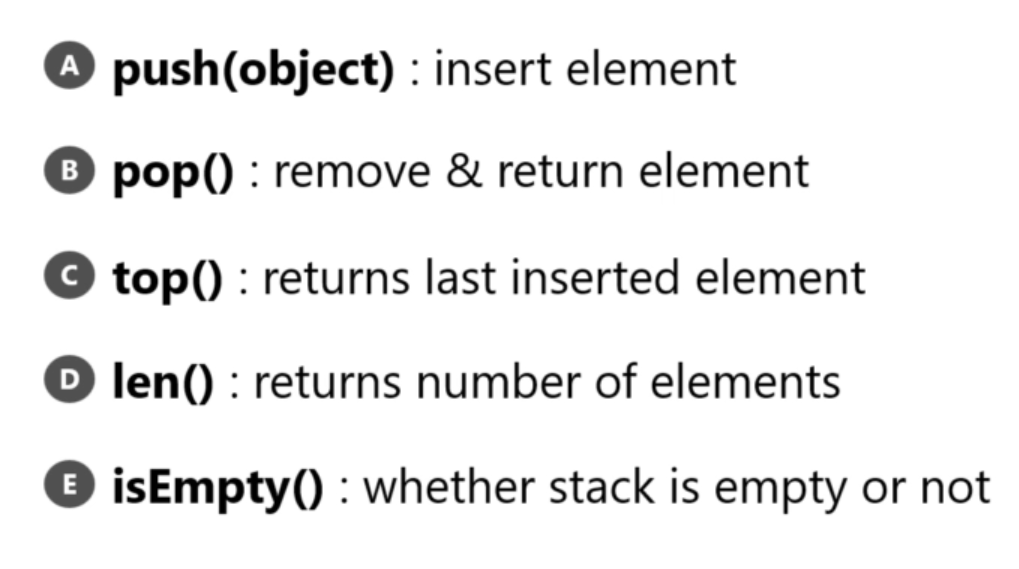 A push(object) : insert element
B pop() : remove & return element
C top() : returns last inserted element
D len() : returns number of elements
E isEmpty() : whether stack is empty or not